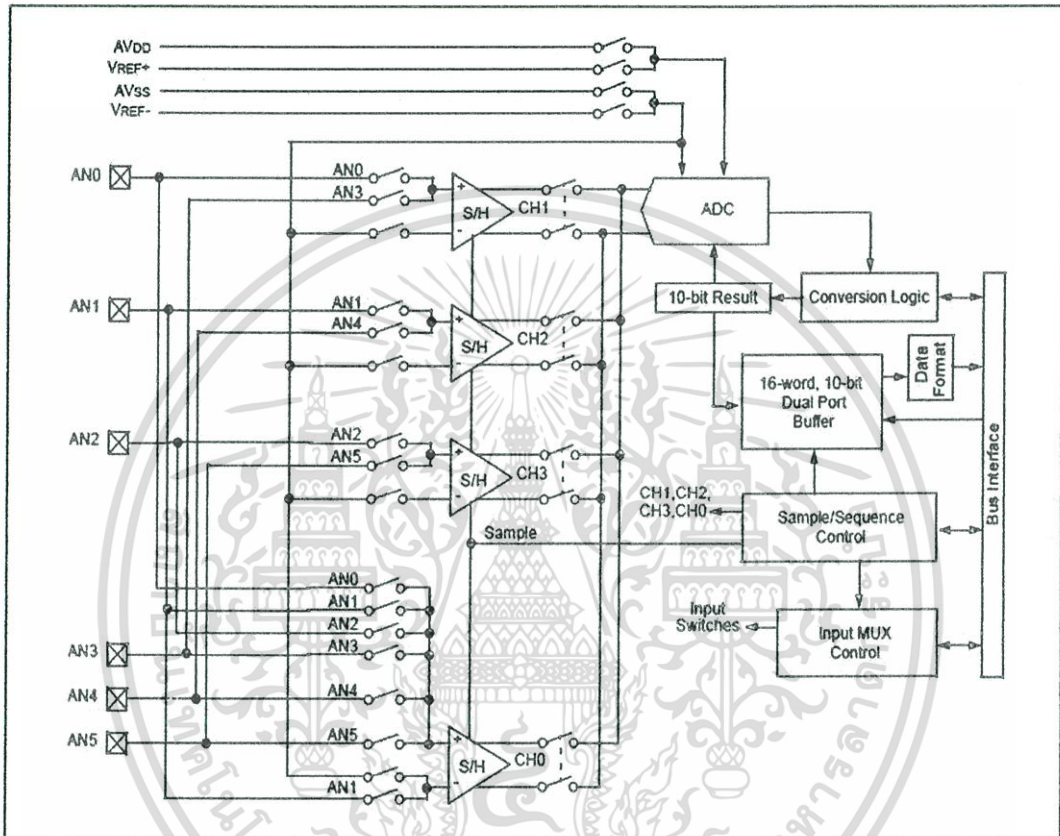 AVDD
VREF+
AVSS
VREF-
AN0
AN0
AN3
+
-
S/H
CH1
ADC
10-bit Result
Conversion Logic
AN1
AN1
AN4
+
-
S/H
CH2
16-word, 10-bit
Dual Port
Buffer
Data
Format
AN2
AN2
AN5
+
-
S/H
CH3
CH1,CH2,
CH3,CH0
Sample/Sequence
Control
Sample
Bus Interface
AN0
AN1
AN2
AN3
AN3
Input
Switches
Input MUX
Control
AN4
AN4
AN5
AN5
+
-
S/H
CH0
AN1